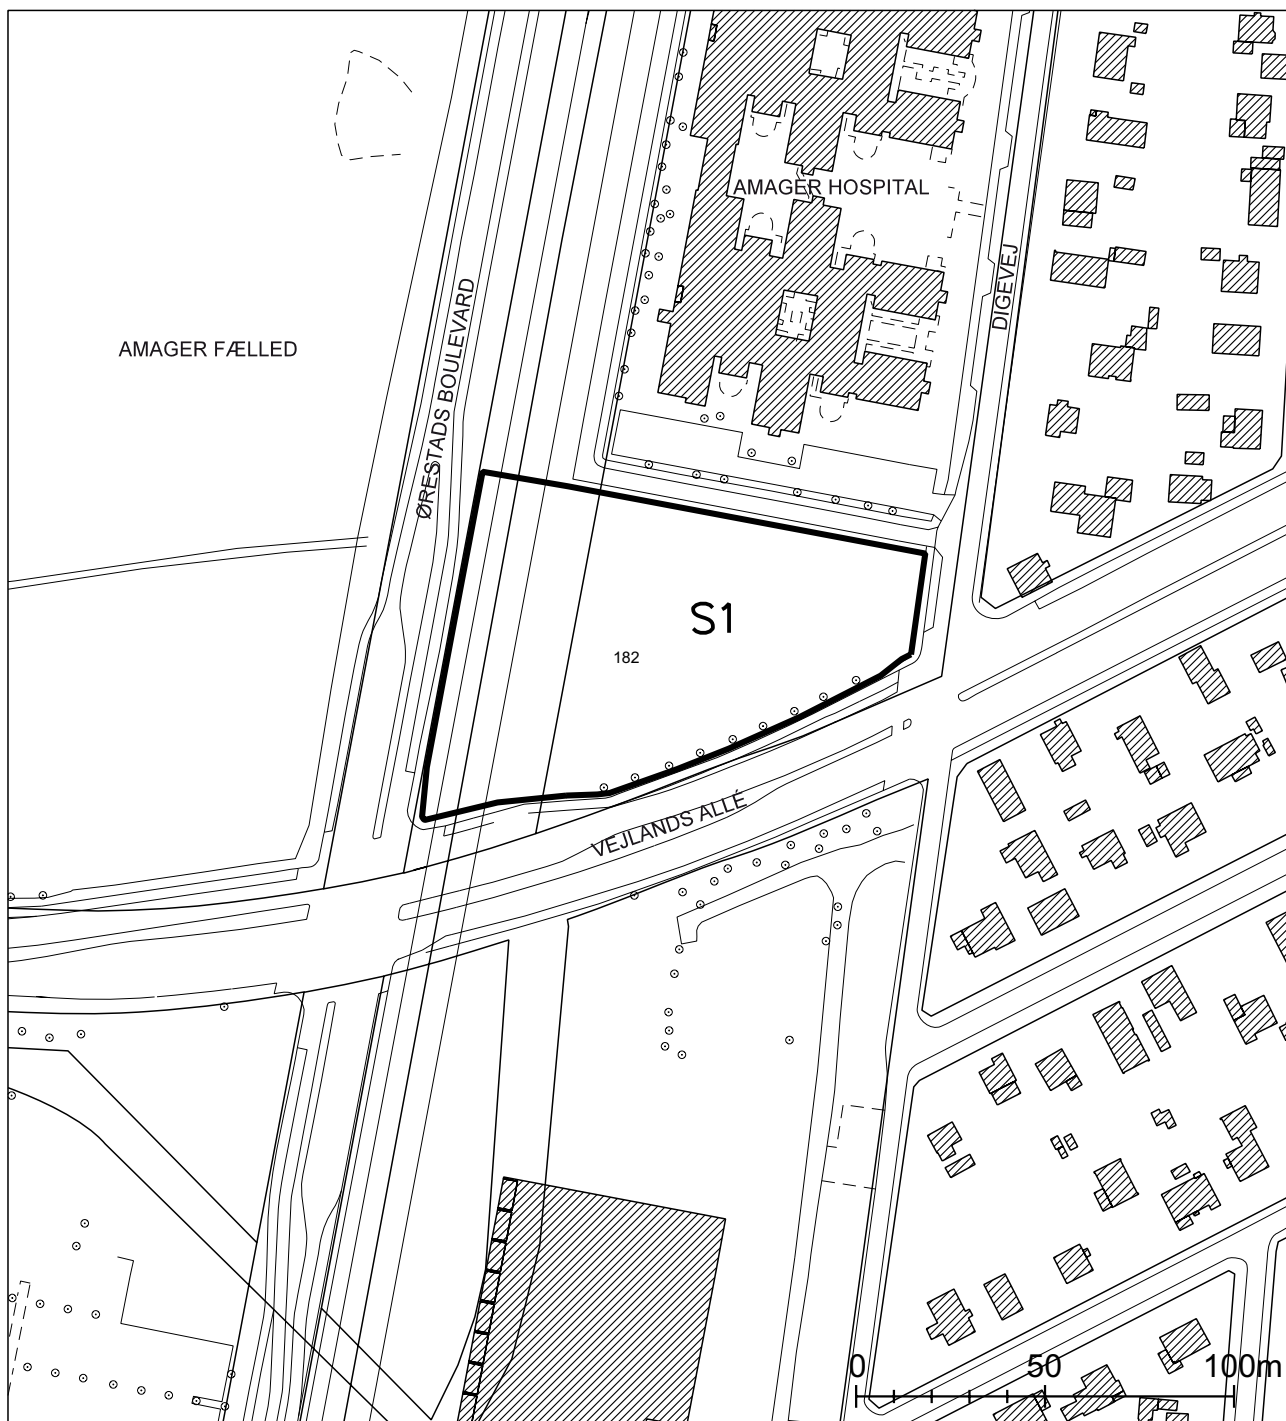 AMAGER HOSPITAL
DIGEVEJ
ØRESTADS BOULEVARD
AMAGER FÆLLED
S1
182
VEJLANDS ALLÉ
0 50 100m